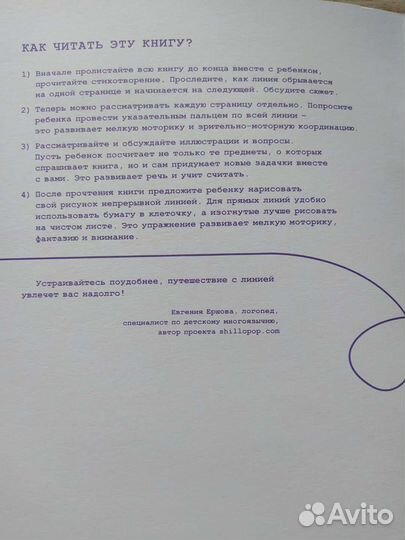 КАК ЧИТАТЬ ЭТУ КНИГУ?
1) Вначале пролистайте всю книгу до конца вместе с ребенком,
прочитайте стихотворение. Проследите, как линия обрывается
на одной странице и начинается на следующей. Обсудите сюжет.
2) Теперь можно рассматривать каждую страницу отдельно. Попросите
ребенка провести указательным пальцем по всей линии –
это развивает мелкую моторику и зрительно-моторную координацию.
3) Рассматривайте и обсуждайте иллюстрации и вопросы.
Пусть ребенок посчитает не только те предметы, о которых
спрашивает книга, но и сам придумает новые задачки вместе
с вами. Это развивает речь и учит считать.
4) После прочтения книги предложите ребенку нарисовать
свой рисунок непрерывной линией. Для прямых линий удобно
использовать бумагу в клеточку, а изогнутые лучше рисовать
на чистом листе. Это упражнение развивает мелкую моторику,
фантазию и внимание.
Устраивайтесь поудобнее, путешествие с линией
увлечет вас надолго!
Евгения Ершова, логопед,
специалист по детскому многоязычию,
автор проекта shillopop.com
Avito